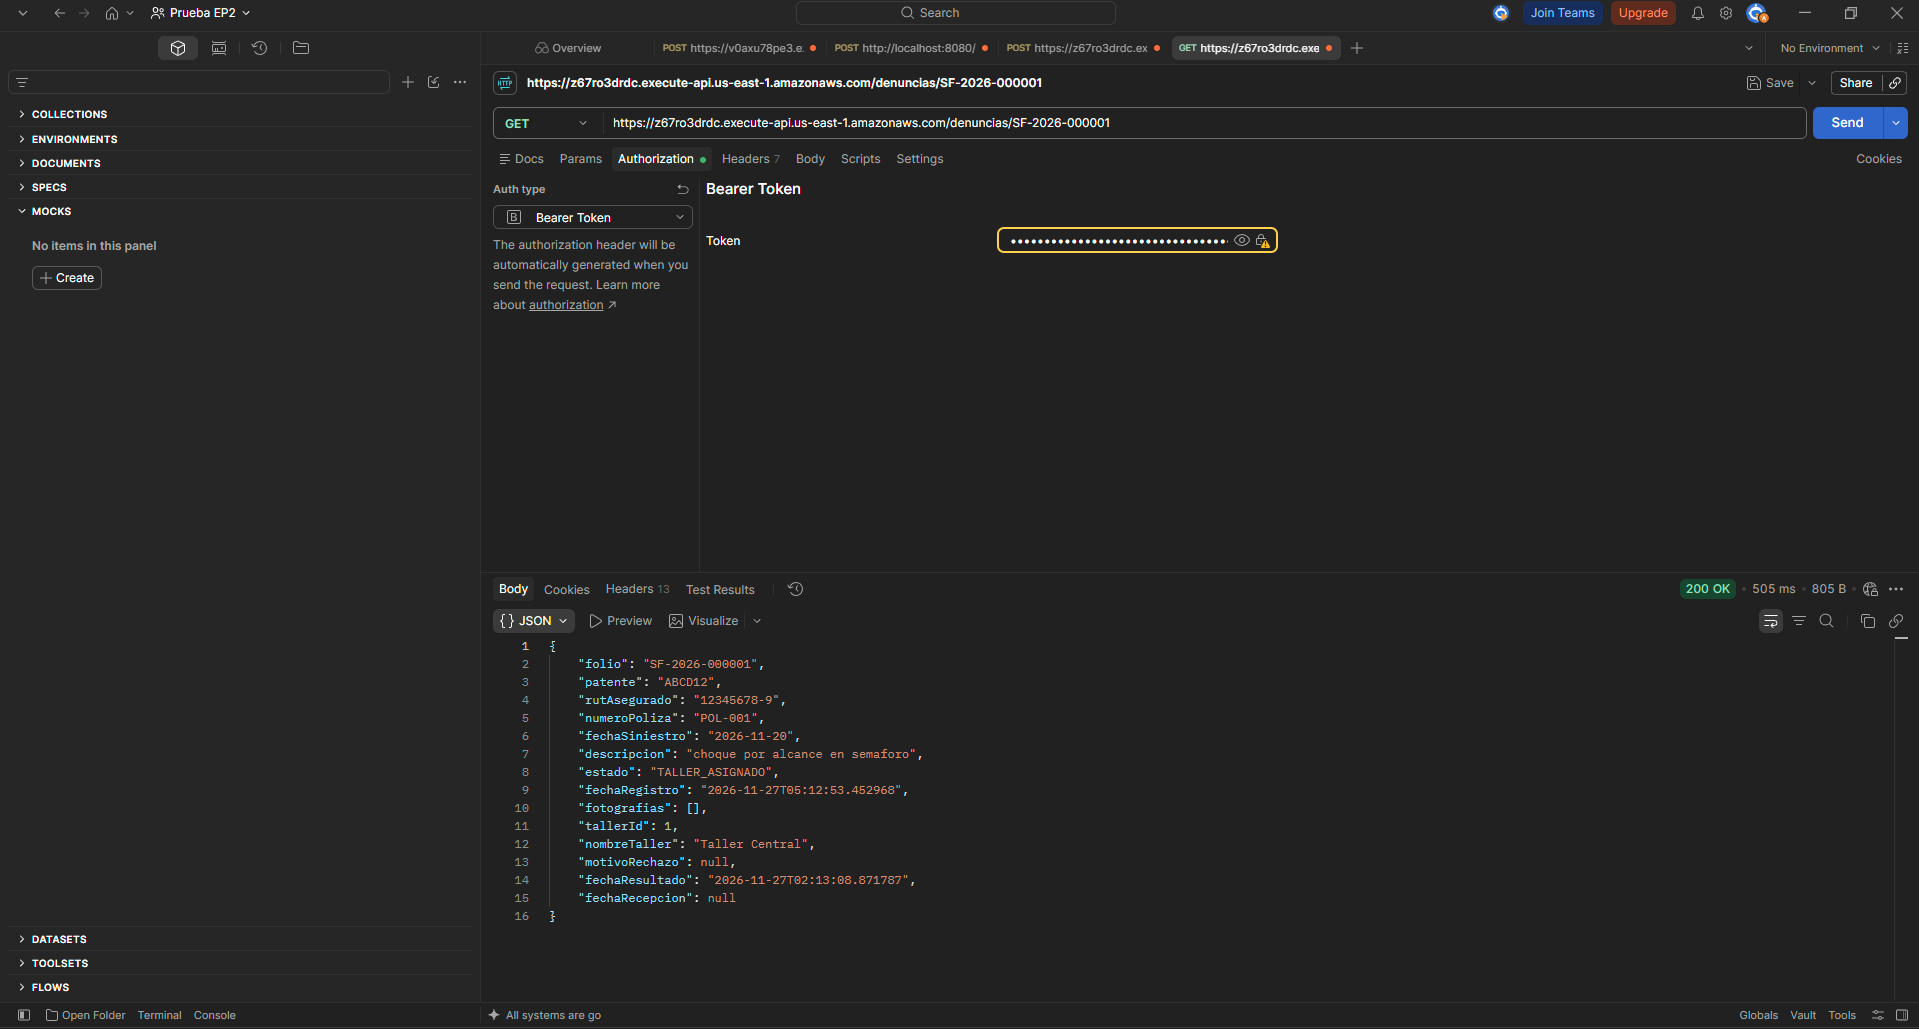 Prueba EP2
Search
Join Teams
Upgrade
Overview
POST https://v0axu78pe3.e.
POST http://localhost:8080/
POST https://z67ro3drdc.ex
GET https://z67ro3drdc.exe
No Environment
HTTP
https://z67ro3drdc.execute-api.us-east-1.amazonaws.com/denuncias/SF-2026-000001
Save
Share
COLLECTIONS
ENVIRONMENTS
DOCUMENTS
SPECS
MOCKS
No items in this panel
Create
GET
https://z67ro3drdc.execute-api.us-east-1.amazonaws.com/denuncias/SF-2026-000001
Send
Docs Params Authorization Headers 7 Body Scripts Settings
Cookies
Auth type
B Bearer Token
The authorization header will be
automatically generated when you
send the request. Learn more
about authorization ↗
Bearer Token
Token
••••••••••••••••••••••••••••••••
Body Cookies Headers 13 Test Results
200 OK • 505 ms • 805 B
{} JSON Preview Visualize
1 {
2 "folio": "SF-2026-000001",
3 "patente": "ABCD12",
4 "rutAsegurado": "12345678-9",
5 "numeroPoliza": "POL-001",
6 "fechaSiniestro": "2026-11-20",
7 "descripcion": "choque por alcance en semaforo",
8 "estado": "TALLER_ASIGNADO",
9 "fechaRegistro": "2026-11-27T05:12:53.452968",
10 "fotografias": [],
11 "tallerId": 1,
12 "nombreTaller": "Taller Central",
13 "motivoRechazo": null,
14 "fechaResultado": "2026-11-27T02:13:08.871787",
15 "fechaRecepcion": null
16 }
DATASETS
TOOLSETS
FLOWS
Open Folder Terminal Console
All systems are go
Globals Vault Tools